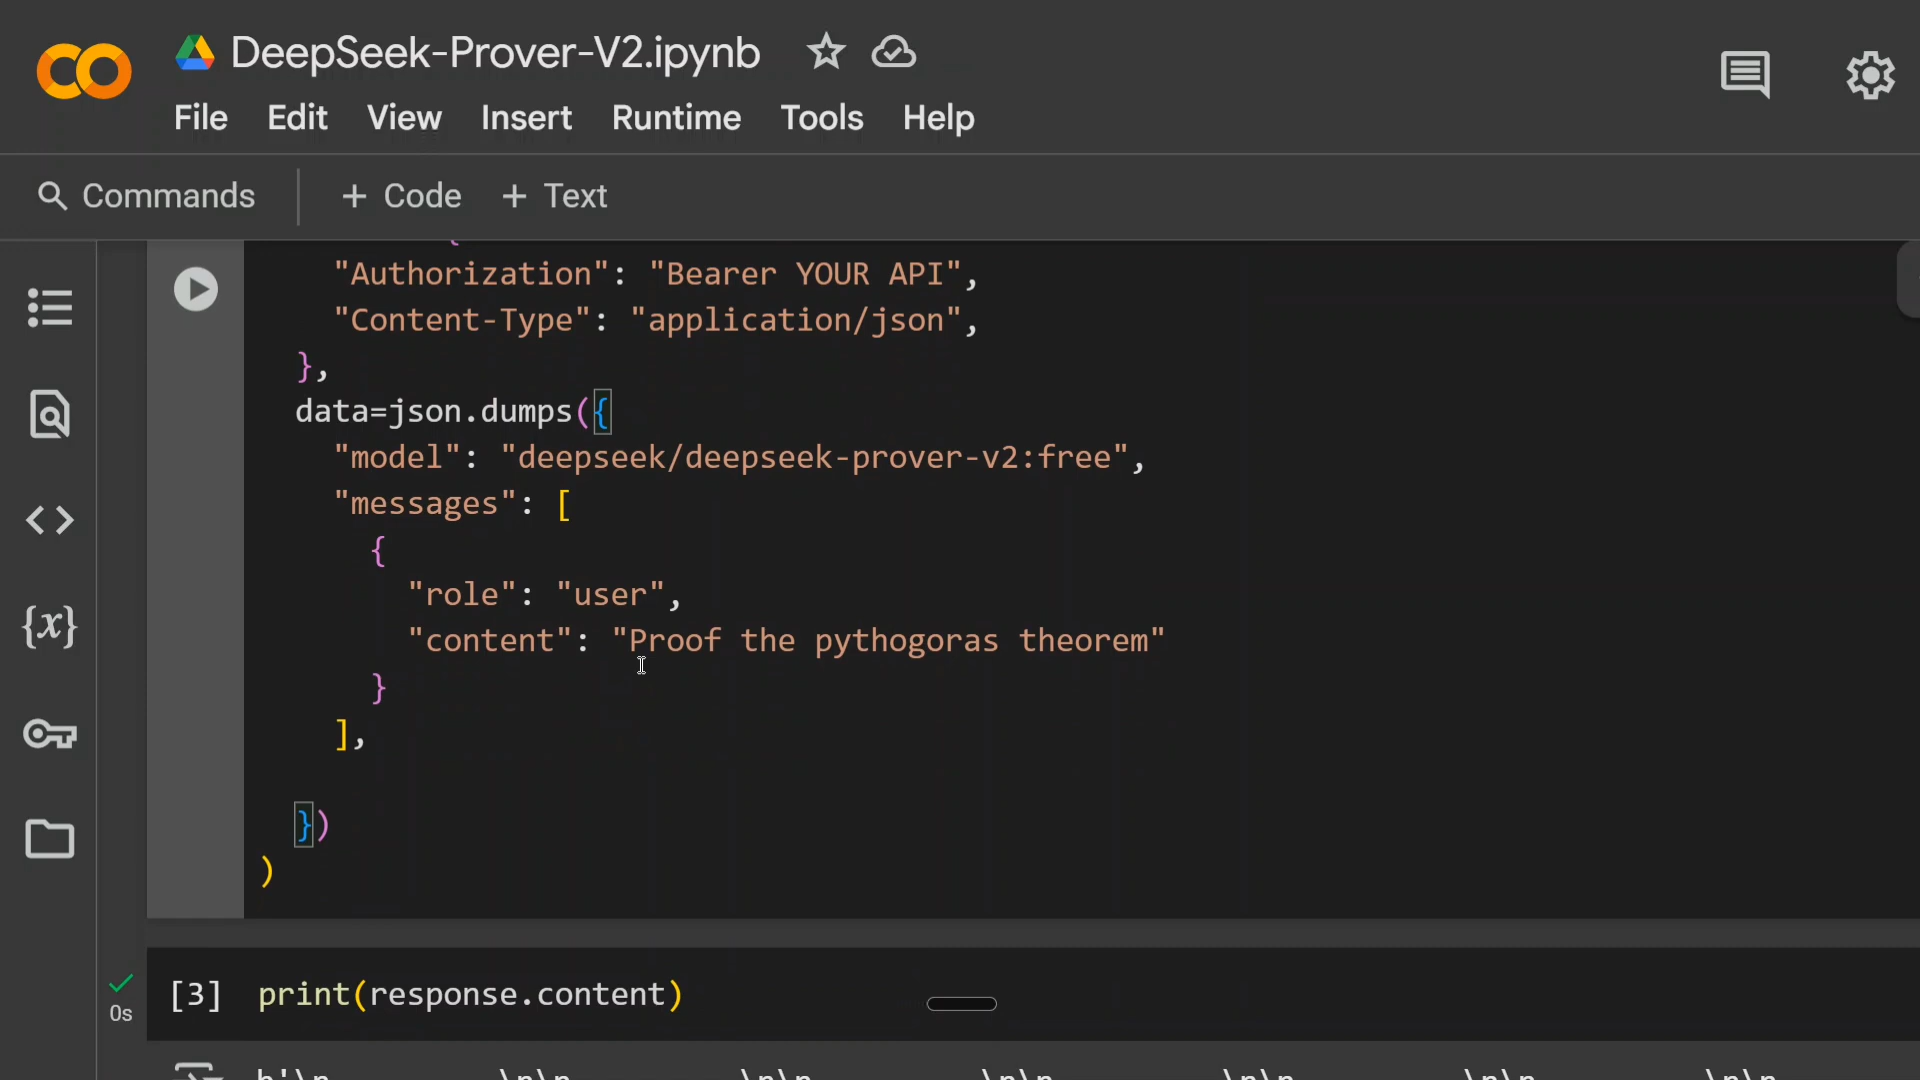 DeepSeek-Prover-V2.ipynb
File Edit View Insert Runtime Tools Help
Commands + Code + Text
"Authorization": "Bearer YOUR API",
"Content-Type": "application/json",
},
data=json.dumps({
"model": "deepseek/deepseek-prover-v2:free",
"messages": [
{
"role": "user",
"content": "Proof the pythogoras theorem"
}
],
})
)
[3] print(response.content)
0s
b'\n \n\n \n\n \n\n \n\n \n\n \n\n